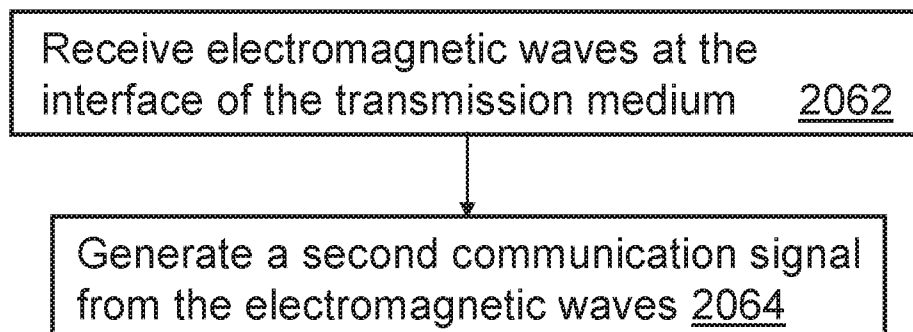 Receive electromagnetic waves at the
interface of the transmission medium 2062
Generate a second communication signal
from the electromagnetic waves 2064